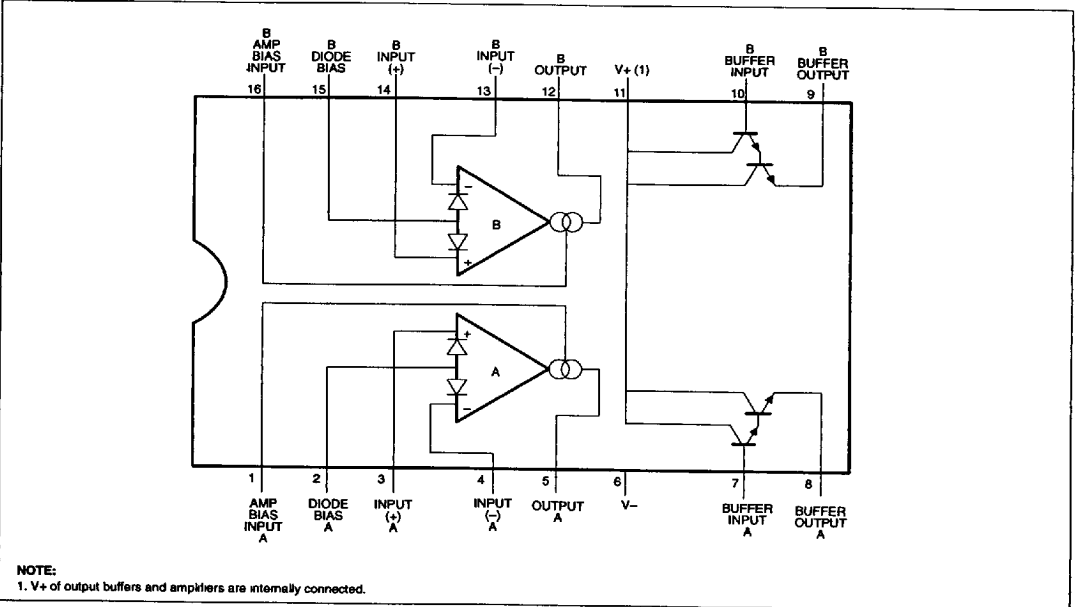 B
AMP
BIAS
INPUT
B
DIODE
BIAS
B
INPUT
(+)
B
INPUT
(–)
B
OUTPUT
V+ (1)
B
BUFFER
INPUT
B
BUFFER
OUTPUT
16
15
14
13
12
11
10
9
–
B
+
+
A
–
1
2
3
4
5
6
7
8
AMP
BIAS
INPUT
A
DIODE
BIAS
A
INPUT
(+)
A
INPUT
(–)
A
OUTPUT
A
V–
BUFFER
INPUT
A
BUFFER
OUTPUT
A
NOTE:
1. V+ of output buffers and amplifiers are internally connected.